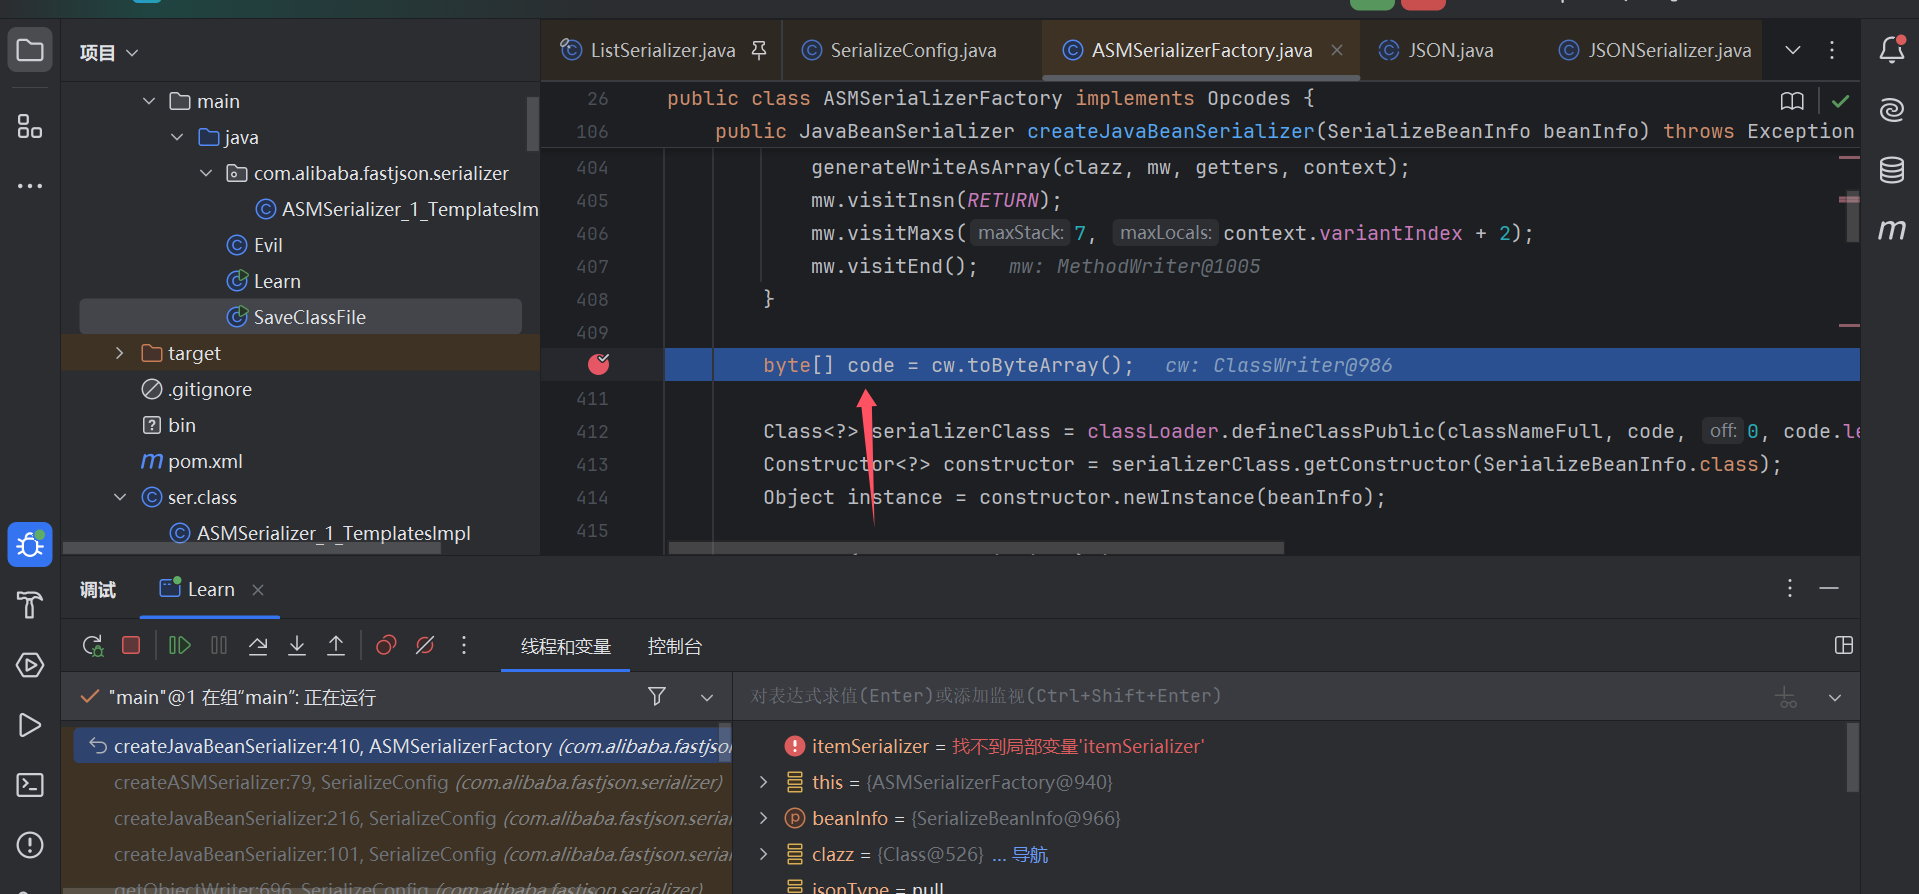 项目
main
java
com.alibaba.fastjson.serializer
ASMSerializer_1_TemplatesIm
Evil
Learn
SaveClassFile
target
.gitignore
bin
pom.xml
ser.class
ASMSerializer_1_TemplatesImpl
ListSerializer.java
SerializeConfig.java
ASMSerializerFactory.java
JSON.java
JSONSerializer.java
26 public class ASMSerializerFactory implements Opcodes {
106 public JavaBeanSerializer createJavaBeanSerializer(SerializeBeanInfo beanInfo) throws Exception
404 generateWriteAsArray(clazz, mw, getters, context);
405 mw.visitInsn(RETURN);
406 mw.visitMaxs( maxStack: 7, maxLocals: context.variantIndex + 2);
407 mw.visitEnd(); mw: MethodWriter@1005
408 }
409
byte[] code = cw.toByteArray(); cw: ClassWriter@986
411
412 Class<?> serializerClass = classLoader.defineClassPublic(classNameFull, code, off: 0, code.le
413 Constructor<?> constructor = serializerClass.getConstructor(SerializeBeanInfo.class);
414 Object instance = constructor.newInstance(beanInfo);
415
调试
Learn
线程和变量
控制台
"main"@1 在组“main”: 正在运行
对表达式求值(Enter)或添加监视(Ctrl+Shift+Enter)
createJavaBeanSerializer:410, ASMSerializerFactory (com.alibaba.fastjson
createASMSerializer:79, SerializeConfig (com.alibaba.fastjson.serializer)
createJavaBeanSerializer:216, SerializeConfig (com.alibaba.fastjson.serial
createJavaBeanSerializer:101, SerializeConfig (com.alibaba.fastjson.serial
getObjectWriter:696, SerializeConfig (com.alibaba.fastjson.serializer)
itemSerializer = 找不到局部变量'itemSerializer'
this = {ASMSerializerFactory@940}
beanInfo = {SerializeBeanInfo@966}
clazz = {Class@526} ... 导航
jsonType = null